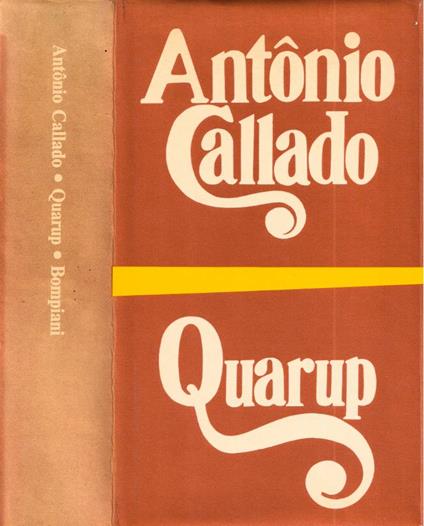 Antônio Callado • Quarup • Bompiani
Antônio
Callado
Quarup